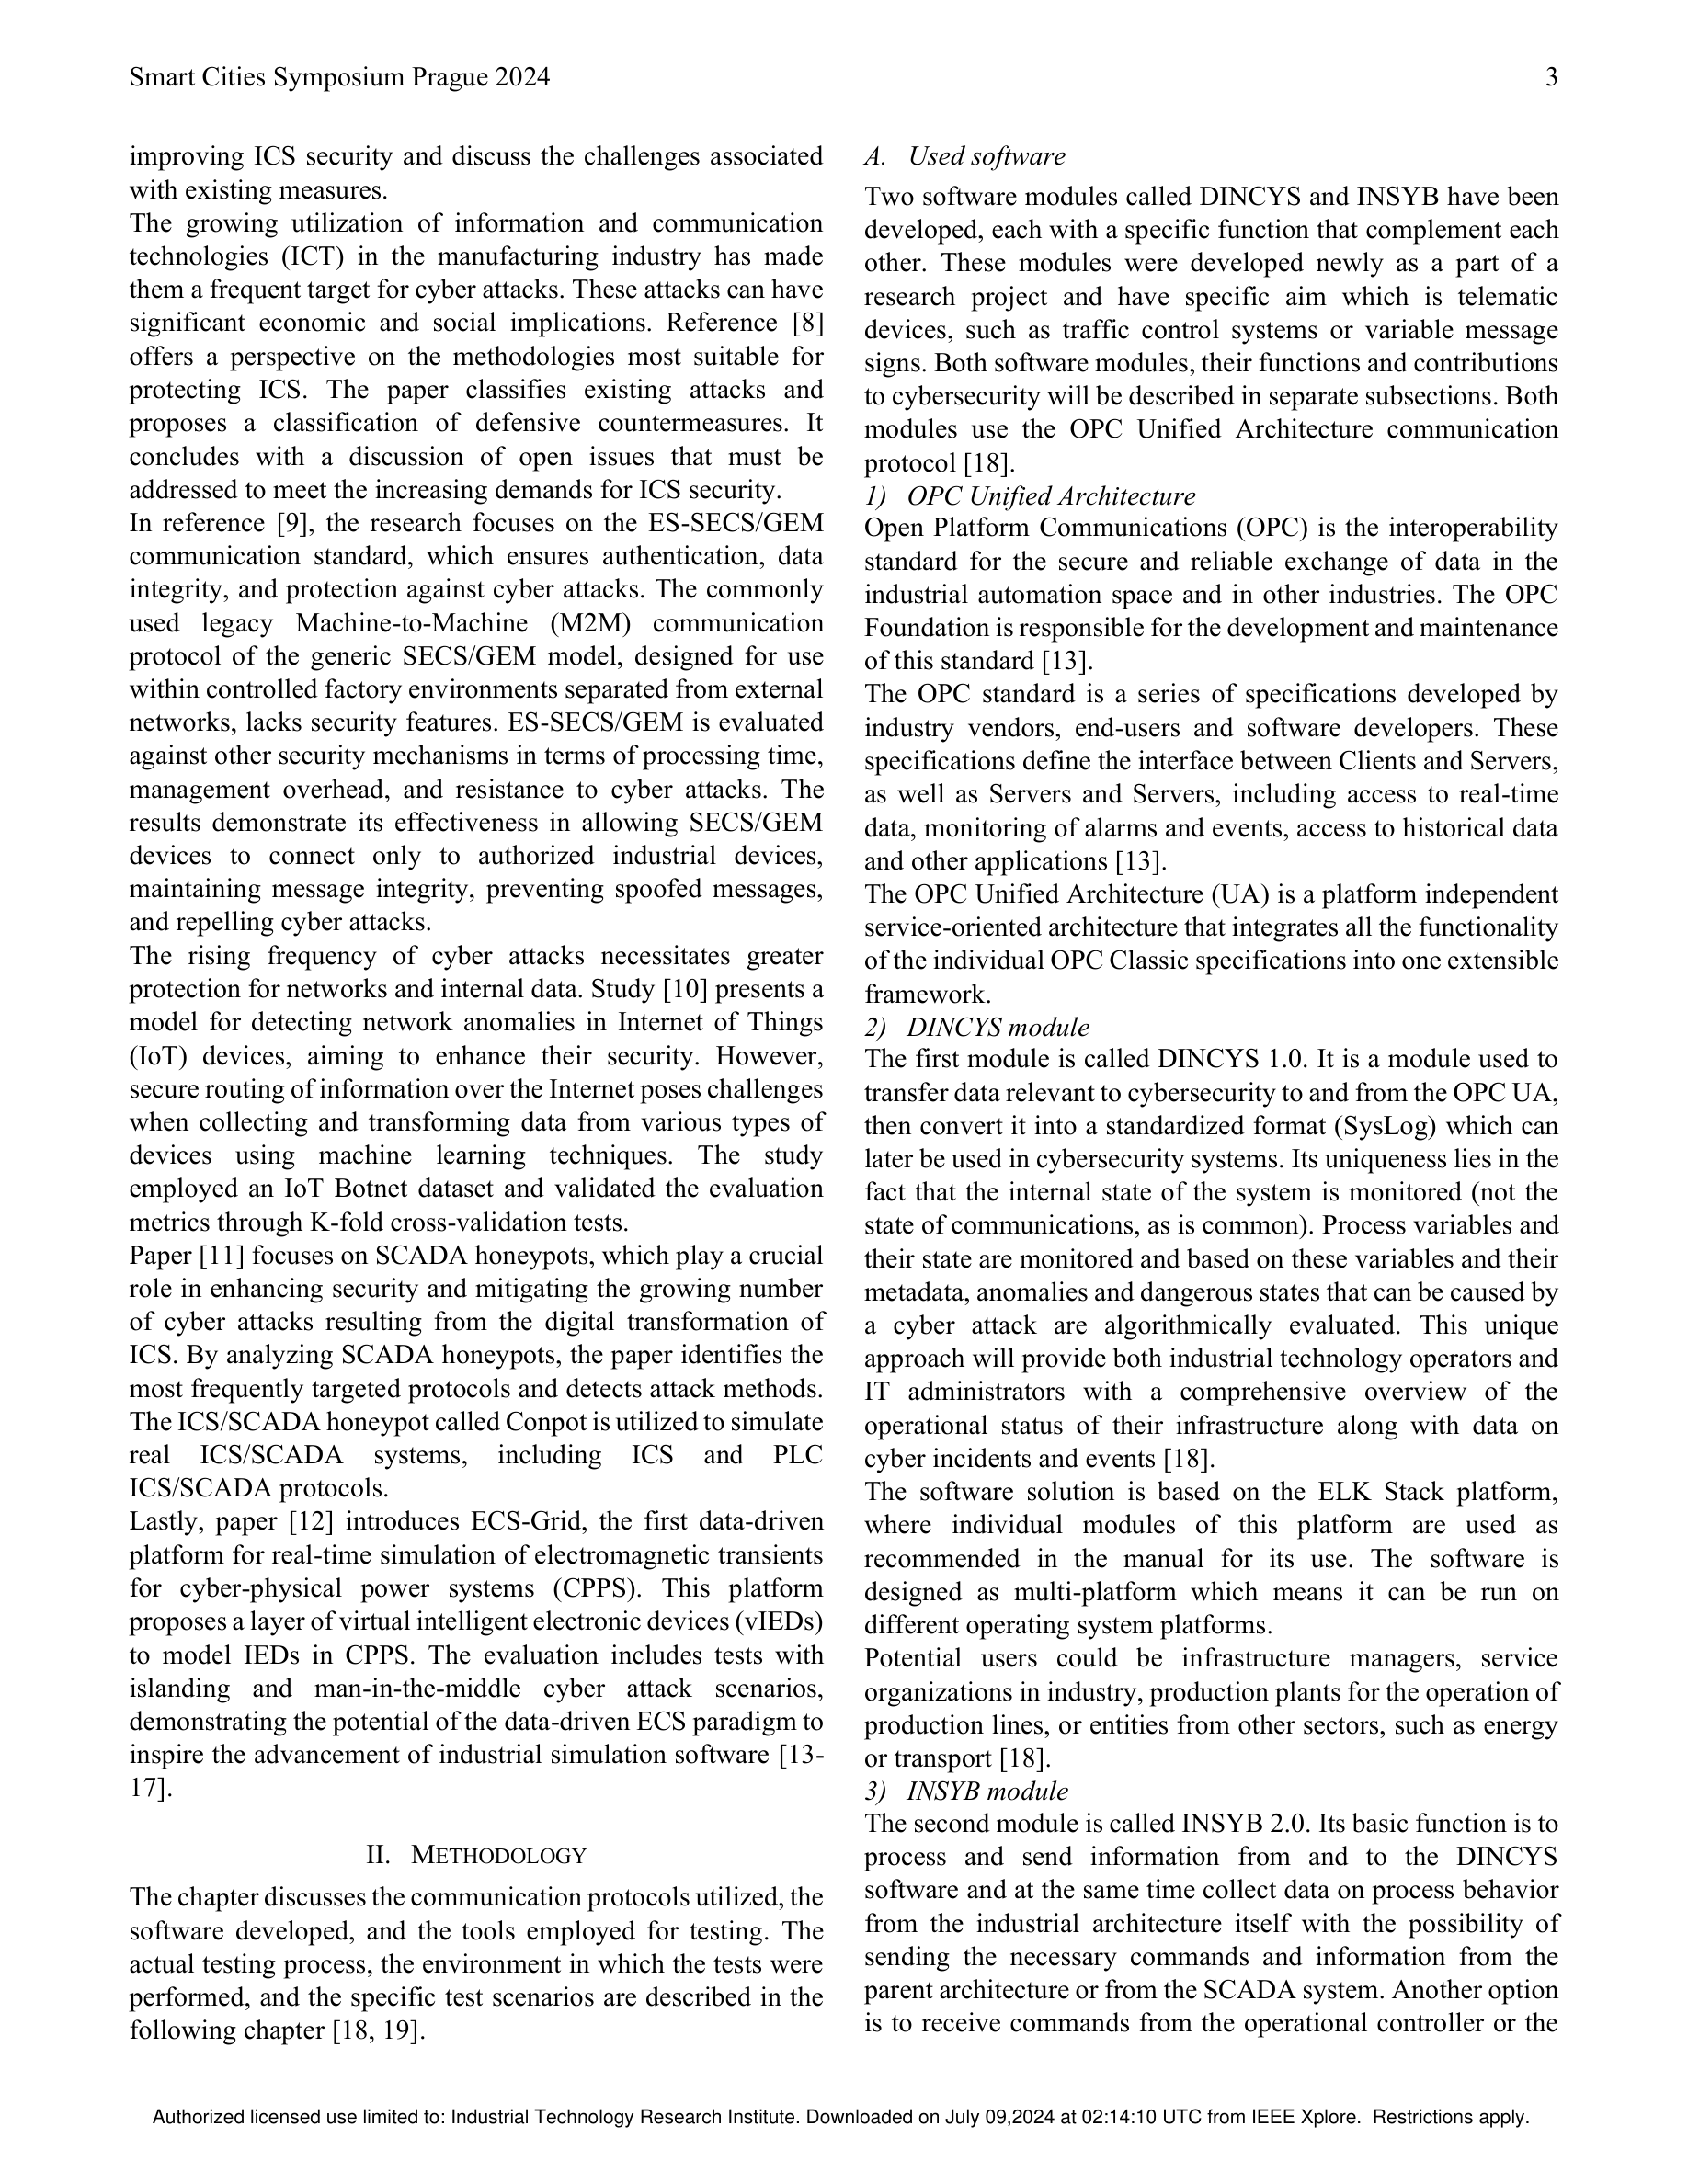 Smart Cities Symposium Prague 2024
3
improving ICS security and discuss the challenges associated
with existing measures.
The growing utilization of information and communication
technologies (ICT) in the manufacturing industry has made
them a frequent target for cyber attacks. These attacks can have
significant economic and social implications. Reference [8]
offers a perspective on the methodologies most suitable for
protecting ICS. The paper classifies existing attacks and
proposes a classification of defensive countermeasures. It
concludes with a discussion of open issues that must be
addressed to meet the increasing demands for ICS security.
In reference [9], the research focuses on the ES-SECS/GEM
communication standard, which ensures authentication, data
integrity, and protection against cyber attacks. The commonly
used legacy Machine-to-Machine (M2M) communication
protocol of the generic SECS/GEM model, designed for use
within controlled factory environments separated from external
networks, lacks security features. ES-SECS/GEM is evaluated
against other security mechanisms in terms of processing time,
management overhead, and resistance to cyber attacks. The
results demonstrate its effectiveness in allowing SECS/GEM
devices to connect only to authorized industrial devices,
maintaining message integrity, preventing spoofed messages,
and repelling cyber attacks.
The rising frequency of cyber attacks necessitates greater
protection for networks and internal data. Study [10] presents a
model for detecting network anomalies in Internet of Things
(IoT) devices, aiming to enhance their security. However,
secure routing of information over the Internet poses challenges
when collecting and transforming data from various types of
devices using machine learning techniques. The study
employed an IoT Botnet dataset and validated the evaluation
metrics through K-fold cross-validation tests.
Paper [11] focuses on SCADA honeypots, which play a crucial
role in enhancing security and mitigating the growing number
of cyber attacks resulting from the digital transformation of
ICS. By analyzing SCADA honeypots, the paper identifies the
most frequently targeted protocols and detects attack methods.
The ICS/SCADA honeypot called Conpot is utilized to simulate
real ICS/SCADA systems, including ICS and PLC
ICS/SCADA protocols.
Lastly, paper [12] introduces ECS-Grid, the first data-driven
platform for real-time simulation of electromagnetic transients
for cyber-physical power systems (CPPS). This platform
proposes a layer of virtual intelligent electronic devices (vIEDs)
to model IEDs in CPPS. The evaluation includes tests with
islanding and man-in-the-middle cyber attack scenarios,
demonstrating the potential of the data-driven ECS paradigm to
inspire the advancement of industrial simulation software [13-
17].
II. METHODOLOGY
The chapter discusses the communication protocols utilized, the
software developed, and the tools employed for testing. The
actual testing process, the environment in which the tests were
performed, and the specific test scenarios are described in the
following chapter [18, 19].
A. Used software
Two software modules called DINCYS and INSYB have been
developed, each with a specific function that complement each
other. These modules were developed newly as a part of a
research project and have specific aim which is telematic
devices, such as traffic control systems or variable message
signs. Both software modules, their functions and contributions
to cybersecurity will be described in separate subsections. Both
modules use the OPC Unified Architecture communication
protocol [18].
1) OPC Unified Architecture
Open Platform Communications (OPC) is the interoperability
standard for the secure and reliable exchange of data in the
industrial automation space and in other industries. The OPC
Foundation is responsible for the development and maintenance
of this standard [13].
The OPC standard is a series of specifications developed by
industry vendors, end-users and software developers. These
specifications define the interface between Clients and Servers,
as well as Servers and Servers, including access to real-time
data, monitoring of alarms and events, access to historical data
and other applications [13].
The OPC Unified Architecture (UA) is a platform independent
service-oriented architecture that integrates all the functionality
of the individual OPC Classic specifications into one extensible
framework.
2) DINCYS module
The first module is called DINCYS 1.0. It is a module used to
transfer data relevant to cybersecurity to and from the OPC UA,
then convert it into a standardized format (SysLog) which can
later be used in cybersecurity systems. Its uniqueness lies in the
fact that the internal state of the system is monitored (not the
state of communications, as is common). Process variables and
their state are monitored and based on these variables and their
metadata, anomalies and dangerous states that can be caused by
a cyber attack are algorithmically evaluated. This unique
approach will provide both industrial technology operators and
IT administrators with a comprehensive overview of the
operational status of their infrastructure along with data on
cyber incidents and events [18].
The software solution is based on the ELK Stack platform,
where individual modules of this platform are used as
recommended in the manual for its use. The software is
designed as multi-platform which means it can be run on
different operating system platforms.
Potential users could be infrastructure managers, service
organizations in industry, production plants for the operation of
production lines, or entities from other sectors, such as energy
or transport [18].
3) INSYB module
The second module is called INSYB 2.0. Its basic function is to
process and send information from and to the DINCYS
software and at the same time collect data on process behavior
from the industrial architecture itself with the possibility of
sending the necessary commands and information from the
parent architecture or from the SCADA system. Another option
is to receive commands from the operational controller or the
Authorized licensed use limited to: Industrial Technology Research Institute. Downloaded on July 09,2024 at 02:14:10 UTC from IEEE Xplore. Restrictions apply.